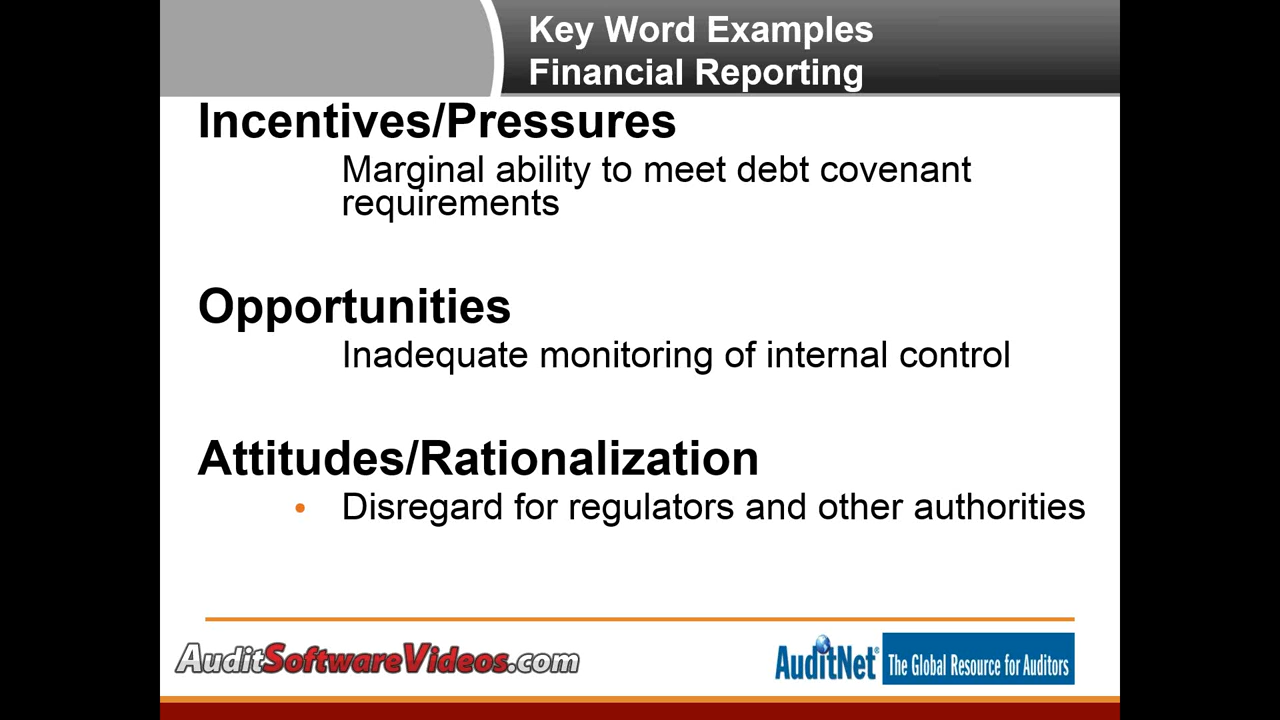 Key Word Examples
Financial Reporting
Incentives/Pressures
Marginal ability to meet debt covenant
requirements
Opportunities
Inadequate monitoring of internal control
Attitudes/Rationalization
• Disregard for regulators and other authorities
AuditSoftwareVideos.com
AuditNet® The Global Resource for Auditors